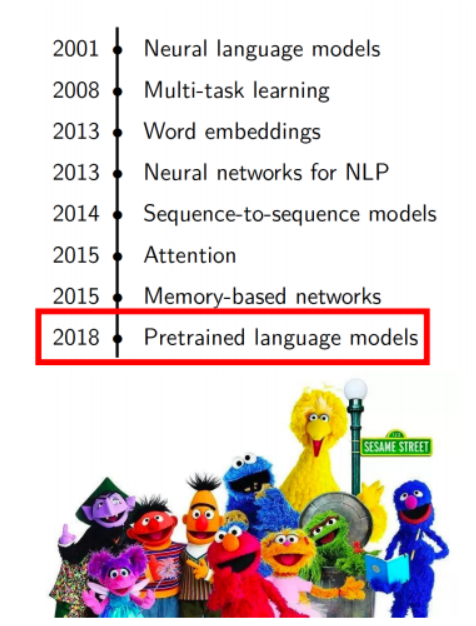 2001 Neural language models
2008 Multi-task learning
2013 Word embeddings
2013 Neural networks for NLP
2014 Sequence-to-sequence models
2015 Attention
2015 Memory-based networks
2018 Pretrained language models
SESAME STREET